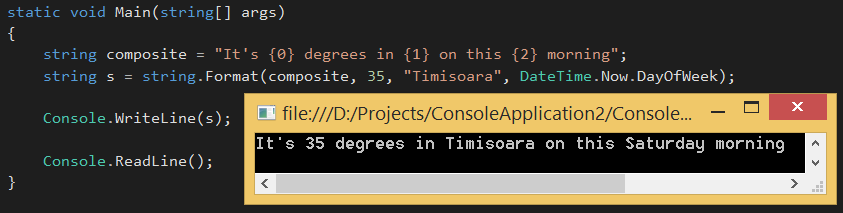 static void Main(string[] args)
{
string composite = "It's {0} degrees in {1} on this {2} morning";
string s = string.Format(composite, 35, "Timisoara", DateTime.Now.DayOfWeek);
Console.WriteLine(s);
Console.ReadLine();
}
file:///D:/Projects/ConsoleApplication2/Console...
It's 35 degrees in Timisoara on this Saturday morning